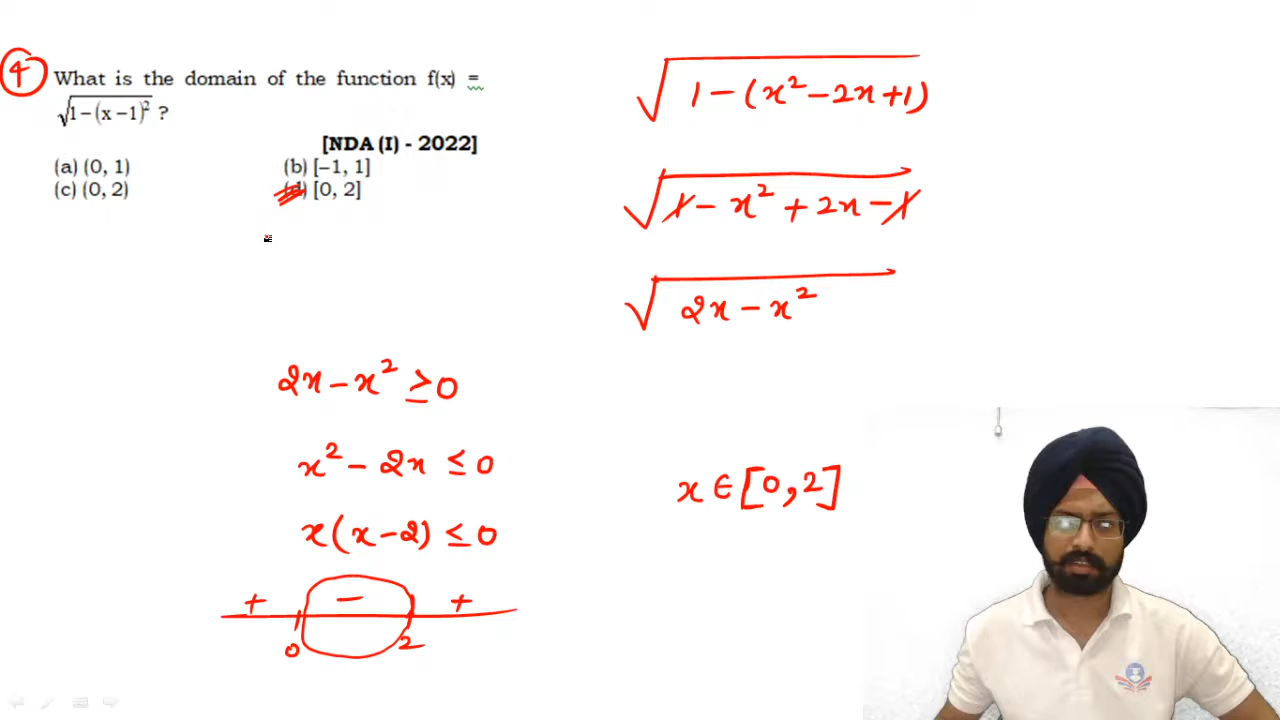 4
What is the domain of the function f(x) =
√1−(x−1)² ?
[NDA (I) - 2022]
(a) (0, 1) (b) [−1, 1]
(c) (0, 2) (d) [0, 2]
√1−(x²−2x+1)
√1−x²+2x−1
√2x−x²
2x−x² ≥0
x²−2x ≤0
x(x−2) ≤0
+ − +
0 2
x∈[0,2]